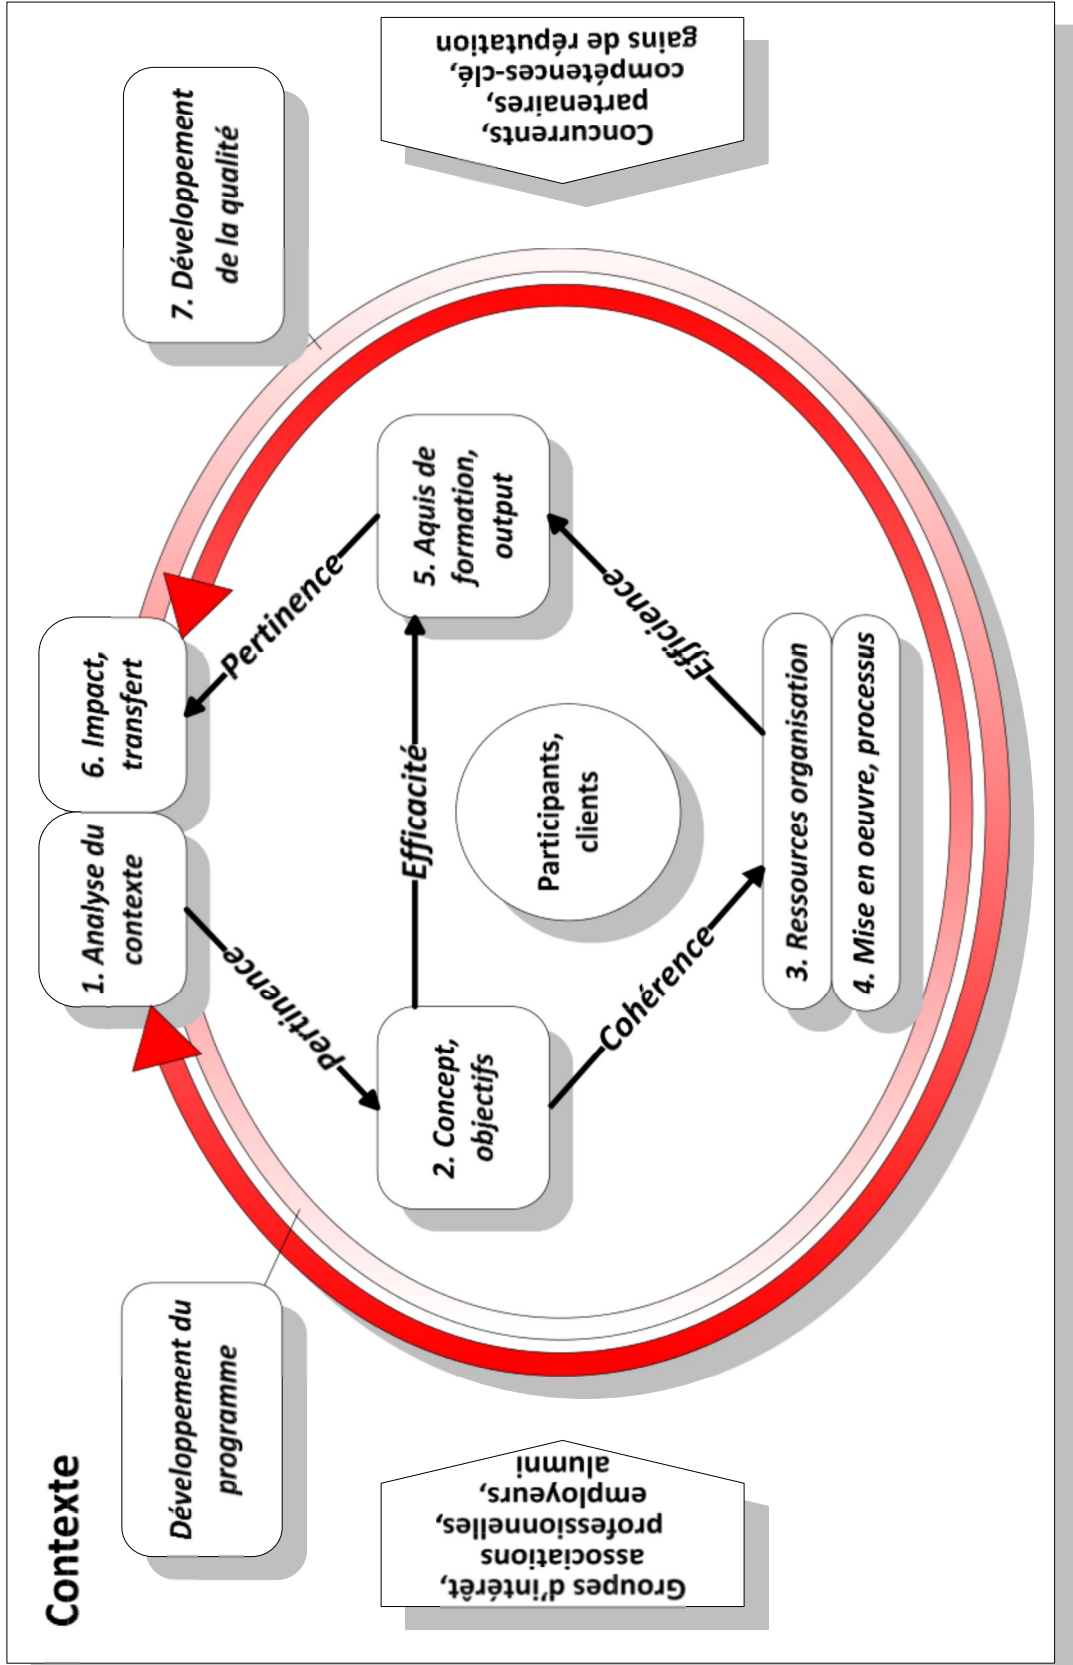 Contexte
Développement du
programme
7. Développement
de la qualité
1. Analyse du
contexte
6. Impact,
transfert
Pertinence
Pertinence
Groupes d'intérêt,
associations
professionnelles,
employeurs,
alumni
2. Concept,
objectifs
Efficacité
5. Aquis de
formation,
output
Concurrents,
partenaires,
compétences-clé,
gains de réputation
Participants,
clients
Cohérence
Efficience
3. Ressources organisation
4. Mise en oeuvre, processus